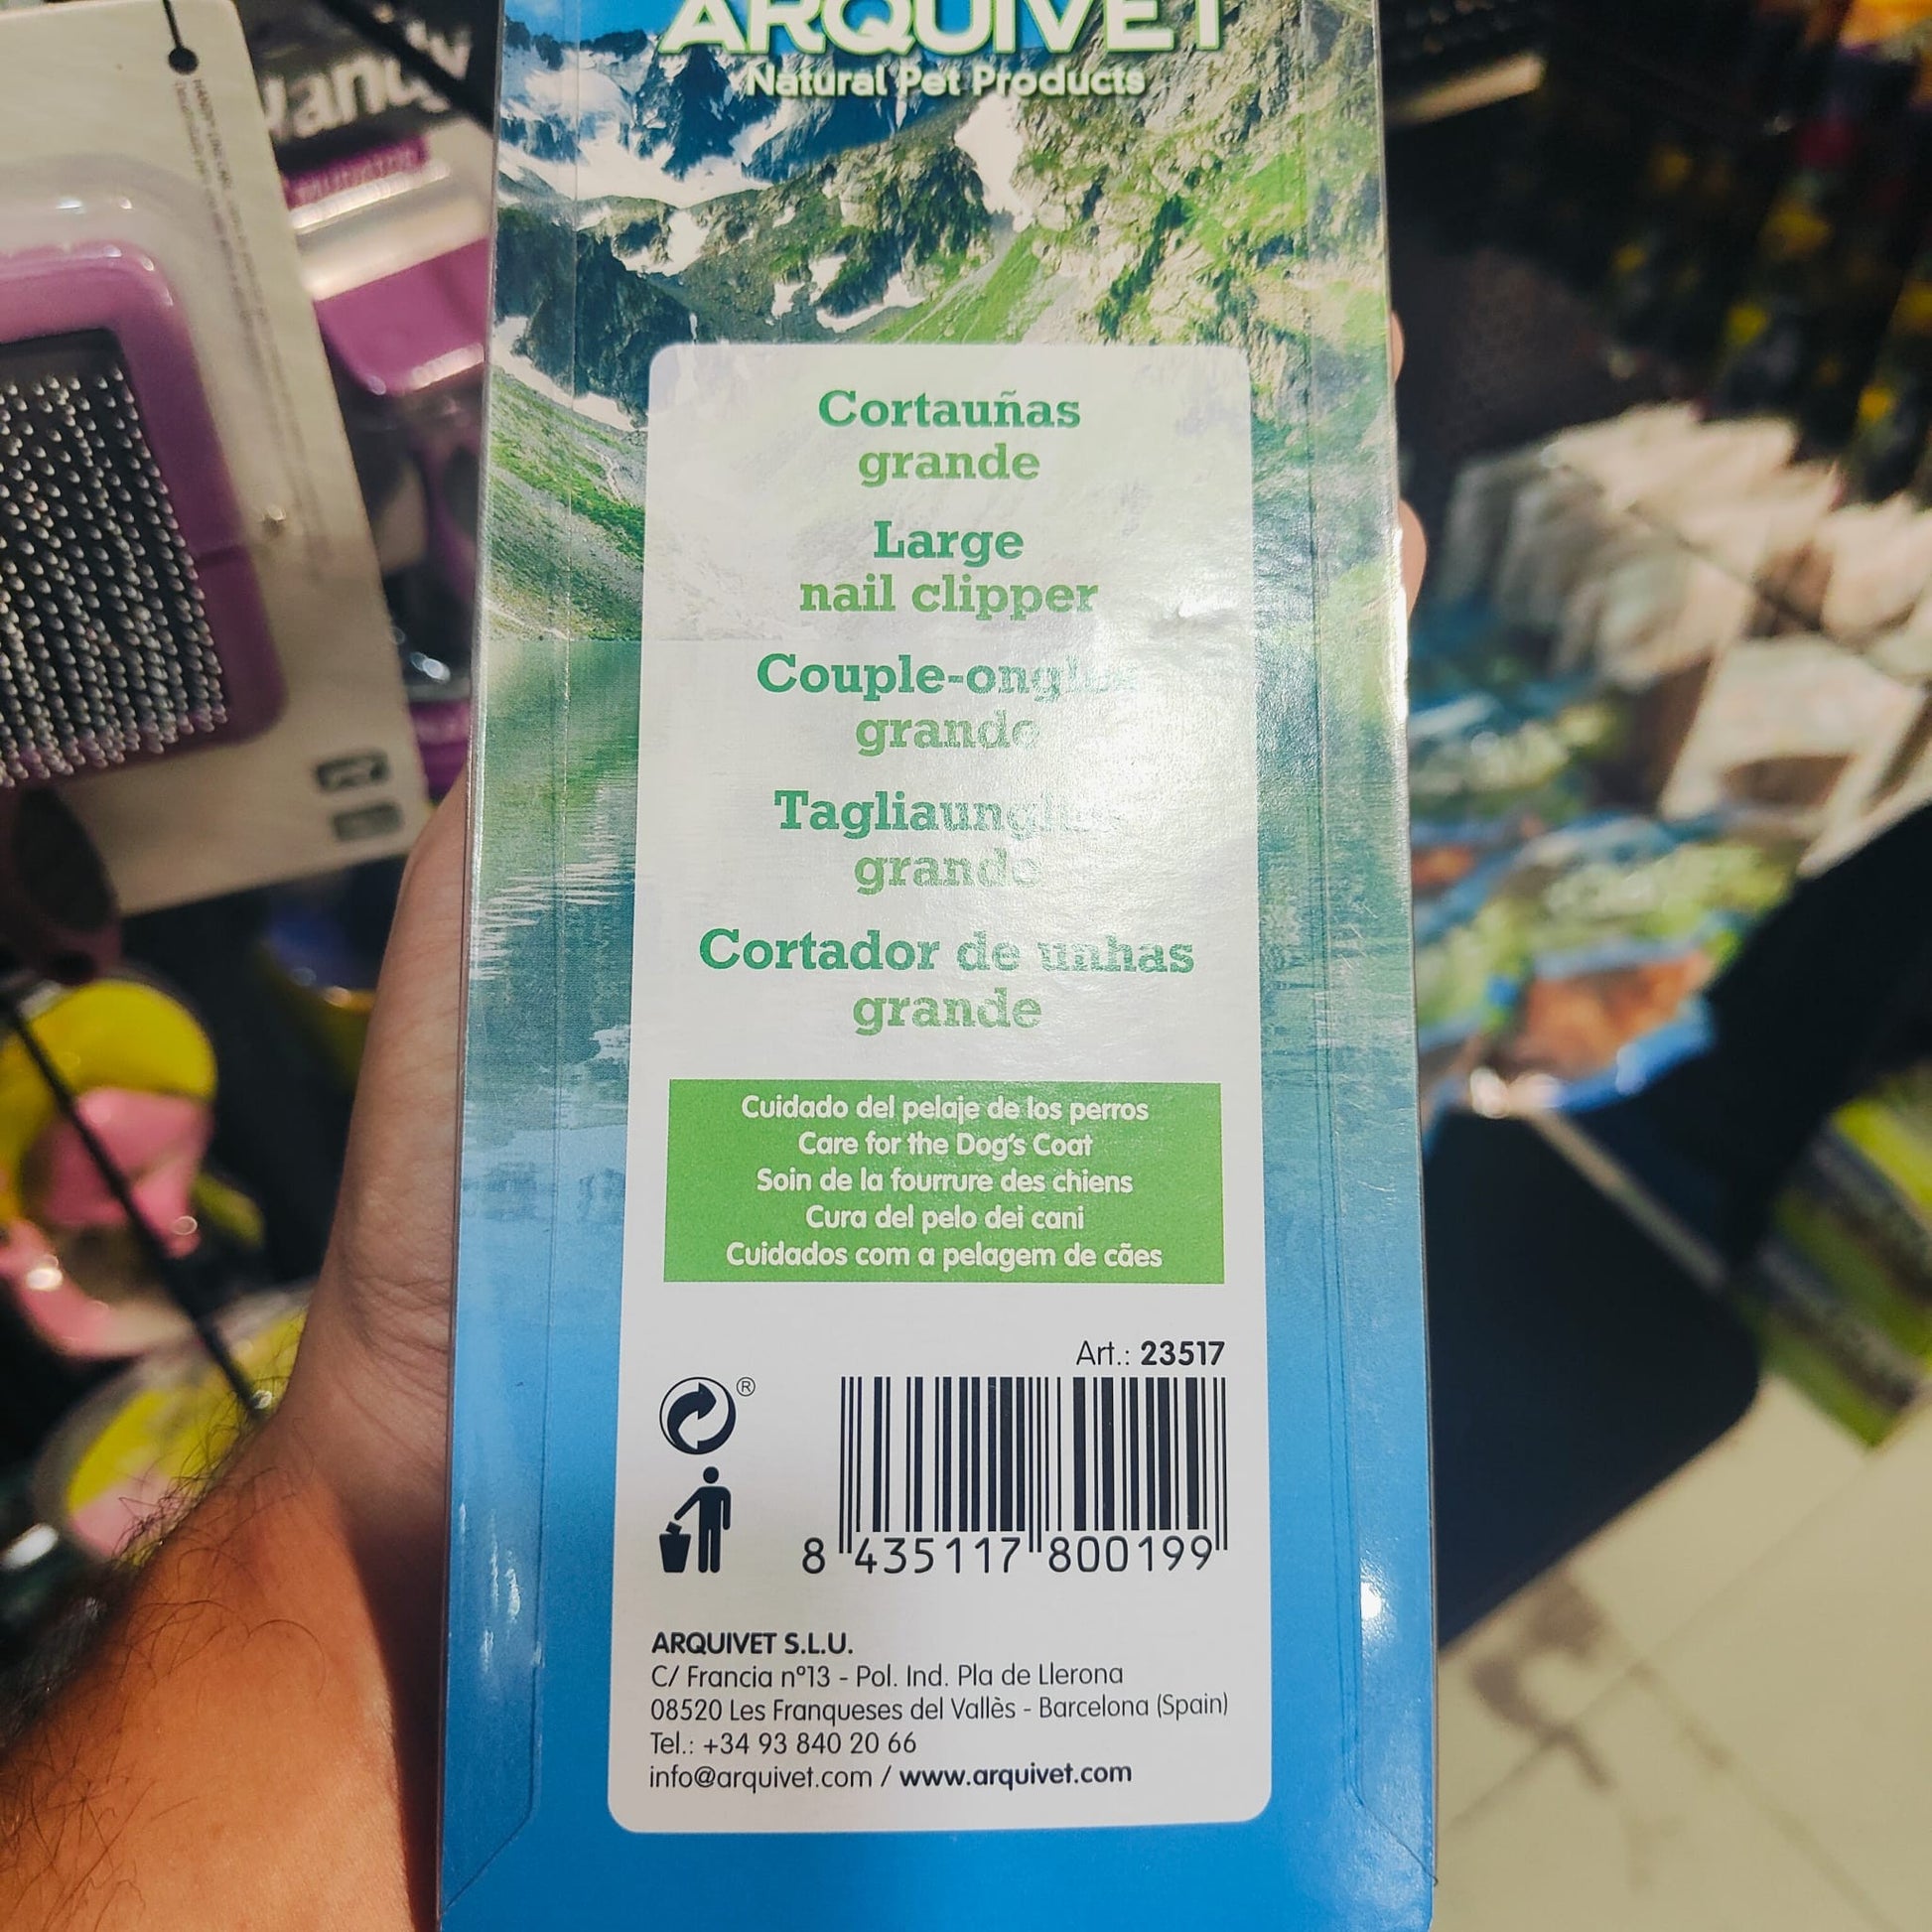 ARQUIVET
Natural Pet Products
Cortauñas
grande
Large
nail clipper
grande
grande
Cortador de unhas
grande
Cuidado del pelaje de los perros
Care for the Dog's Coat
Soin de la fourrure des chiens
Cura del pelo dei cani
Cuidados com a pelagem de cães
Art.: 23517
®
8 435117 800199
ARQUIVET S.L.U.
C/ Francia nº13 - Pol. Ind. Pla de Llerona
08520 Les Franqueses del Vallès - Barcelona (Spain)
Tel.: +34 93 840 20 66
info@arquivet.com / www.arquivet.com